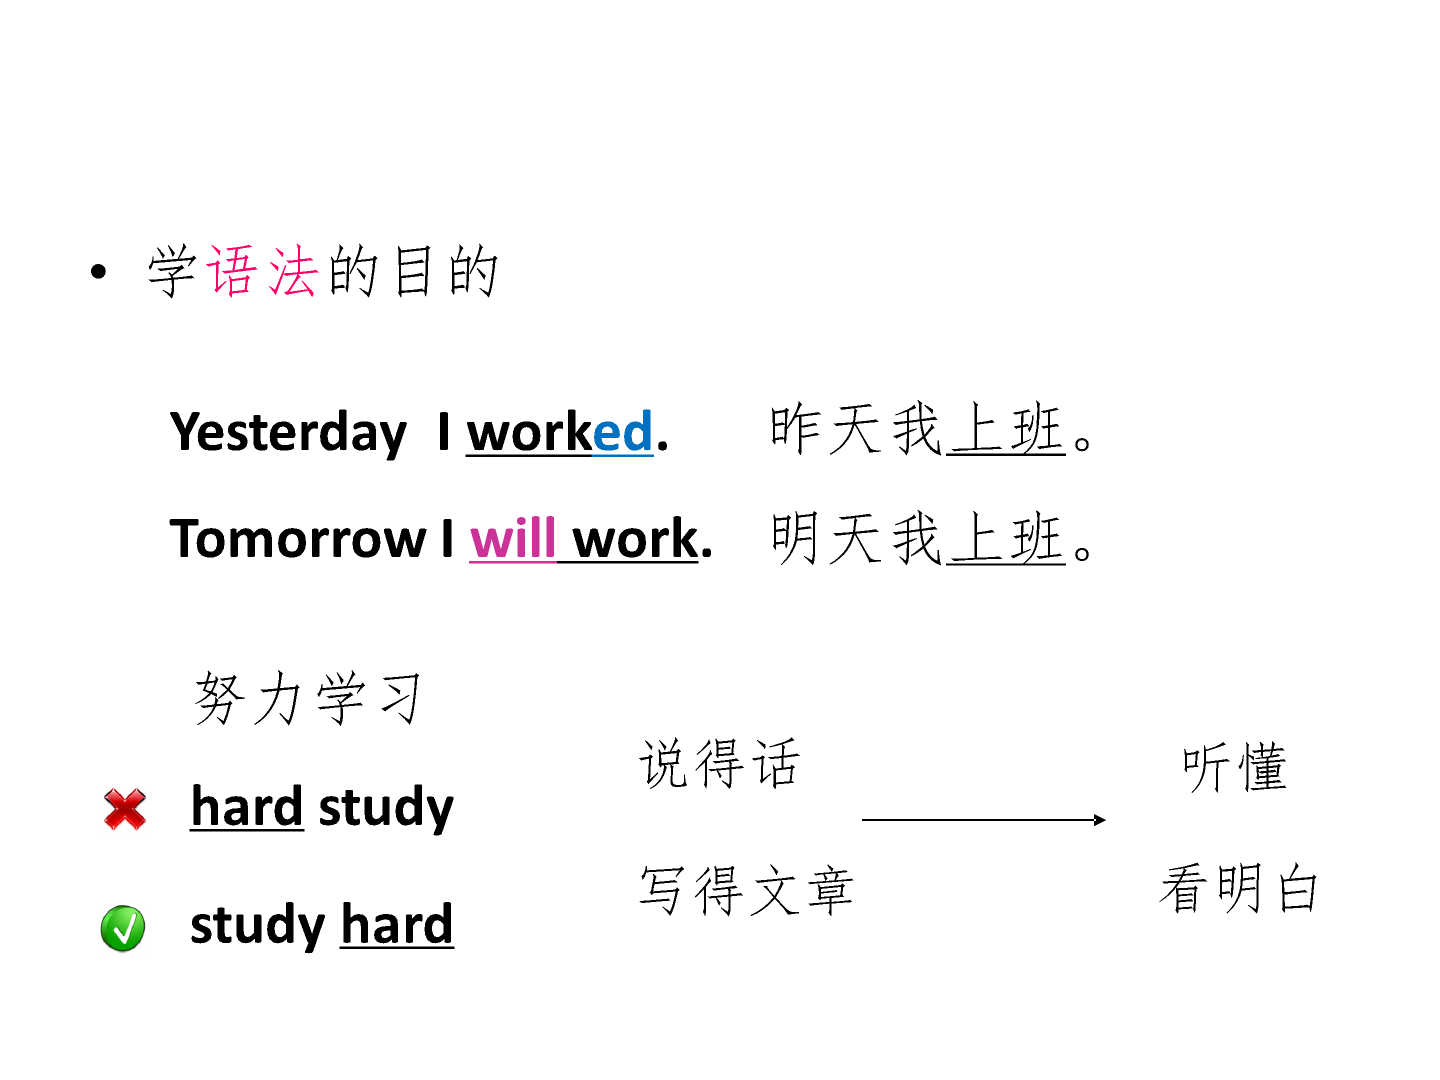 • 学语法的目的
Yesterday I worked. 昨天我上班。
Tomorrow I will work. 明天我上班。
努力学习
hard study
study hard
说得话 听懂
写得文章 看明白